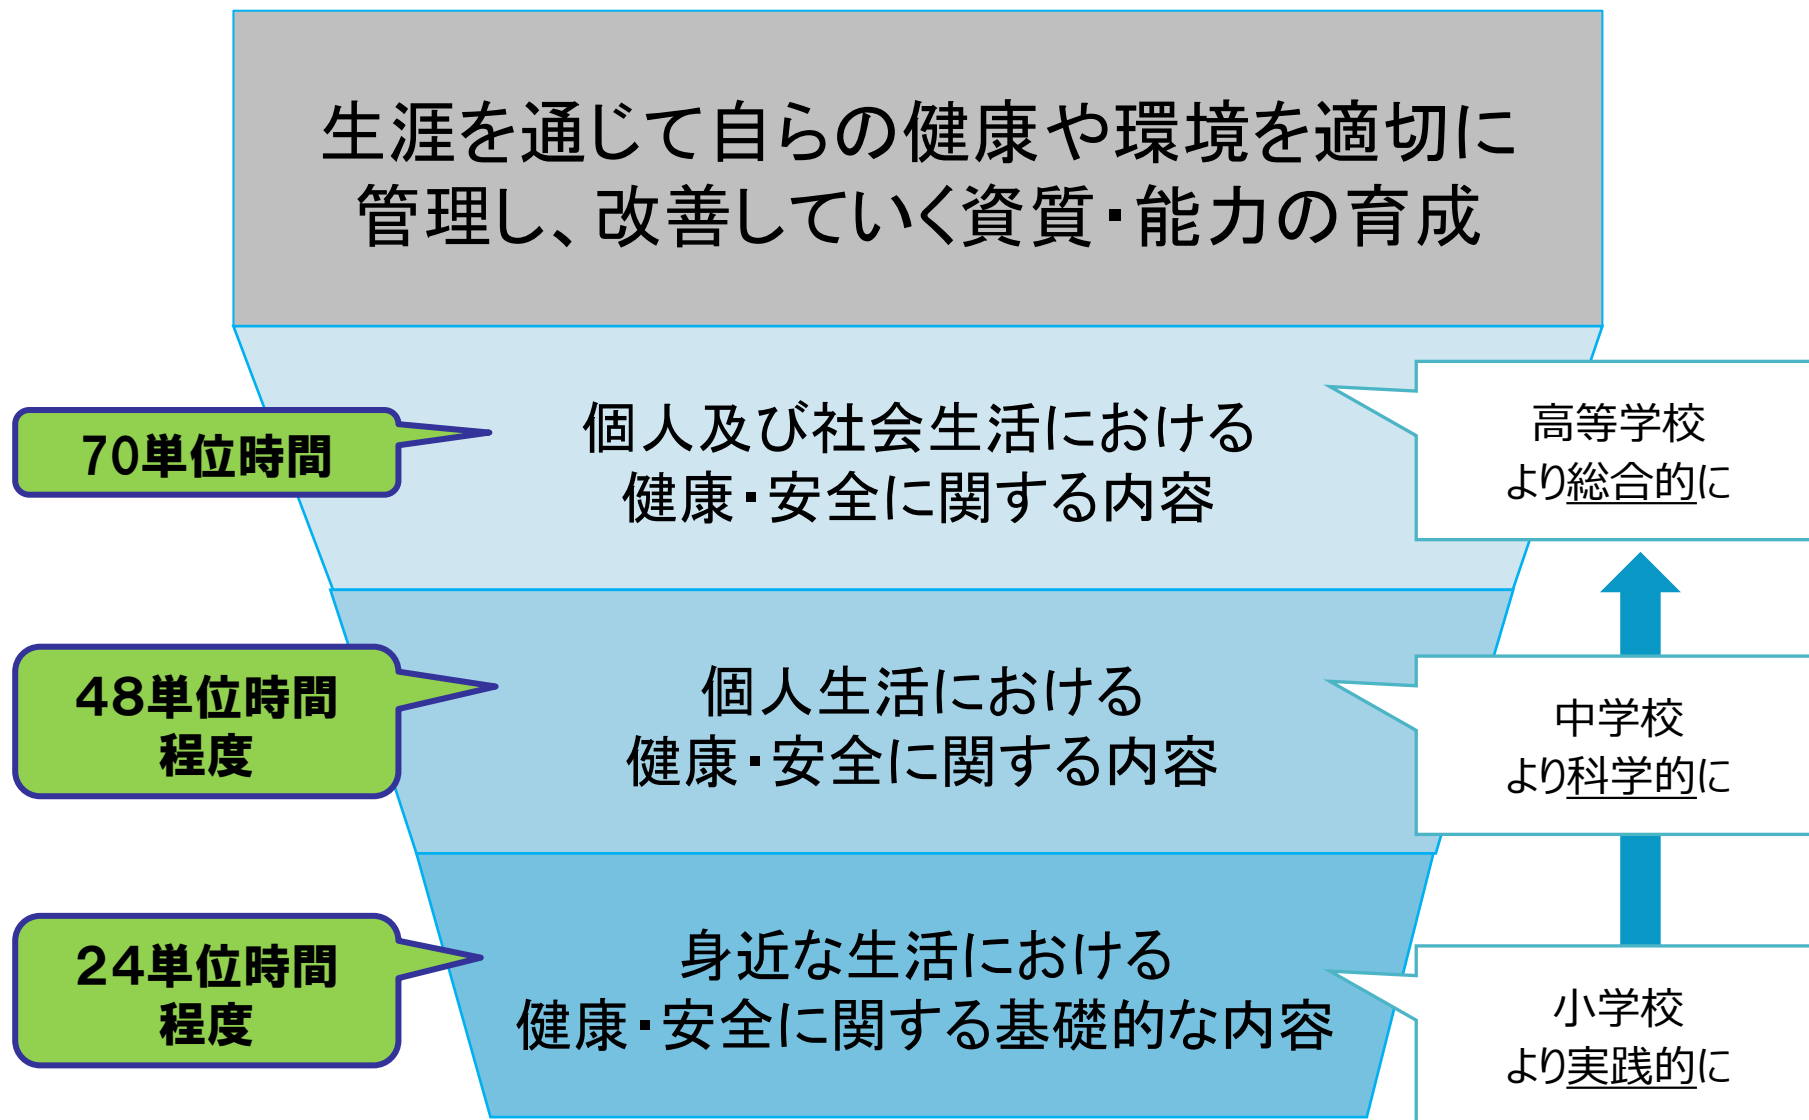 生涯を通じて自らの健康や環境を適切に
管理し、改善していく資質・能力の育成
70単位時間
個人及び社会生活における
健康・安全に関する内容
高等学校
より総合的に
48単位時間
程度
個人生活における
健康・安全に関する内容
中学校
より科学的に
24単位時間
程度
身近な生活における
健康・安全に関する基礎的な内容
小学校
より実践的に